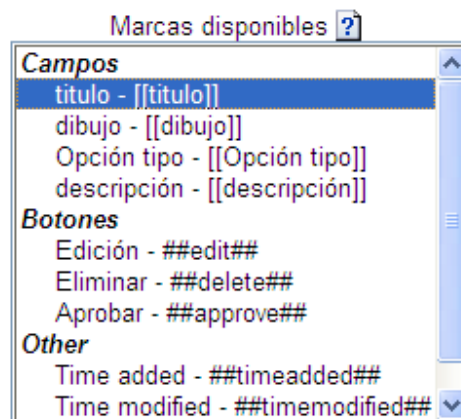 Marcas disponibles ?
Campos
titulo - [[titulo]]
dibujo - [[dibujo]]
Opción tipo - [[Opción tipo]]
descripción - [[descripción]]
Botones
Edición - ##edit##
Eliminar - ##delete##
Aprobar - ##approve##
Other
Time added - ##timeadded##
Time modified - ##timemodified##